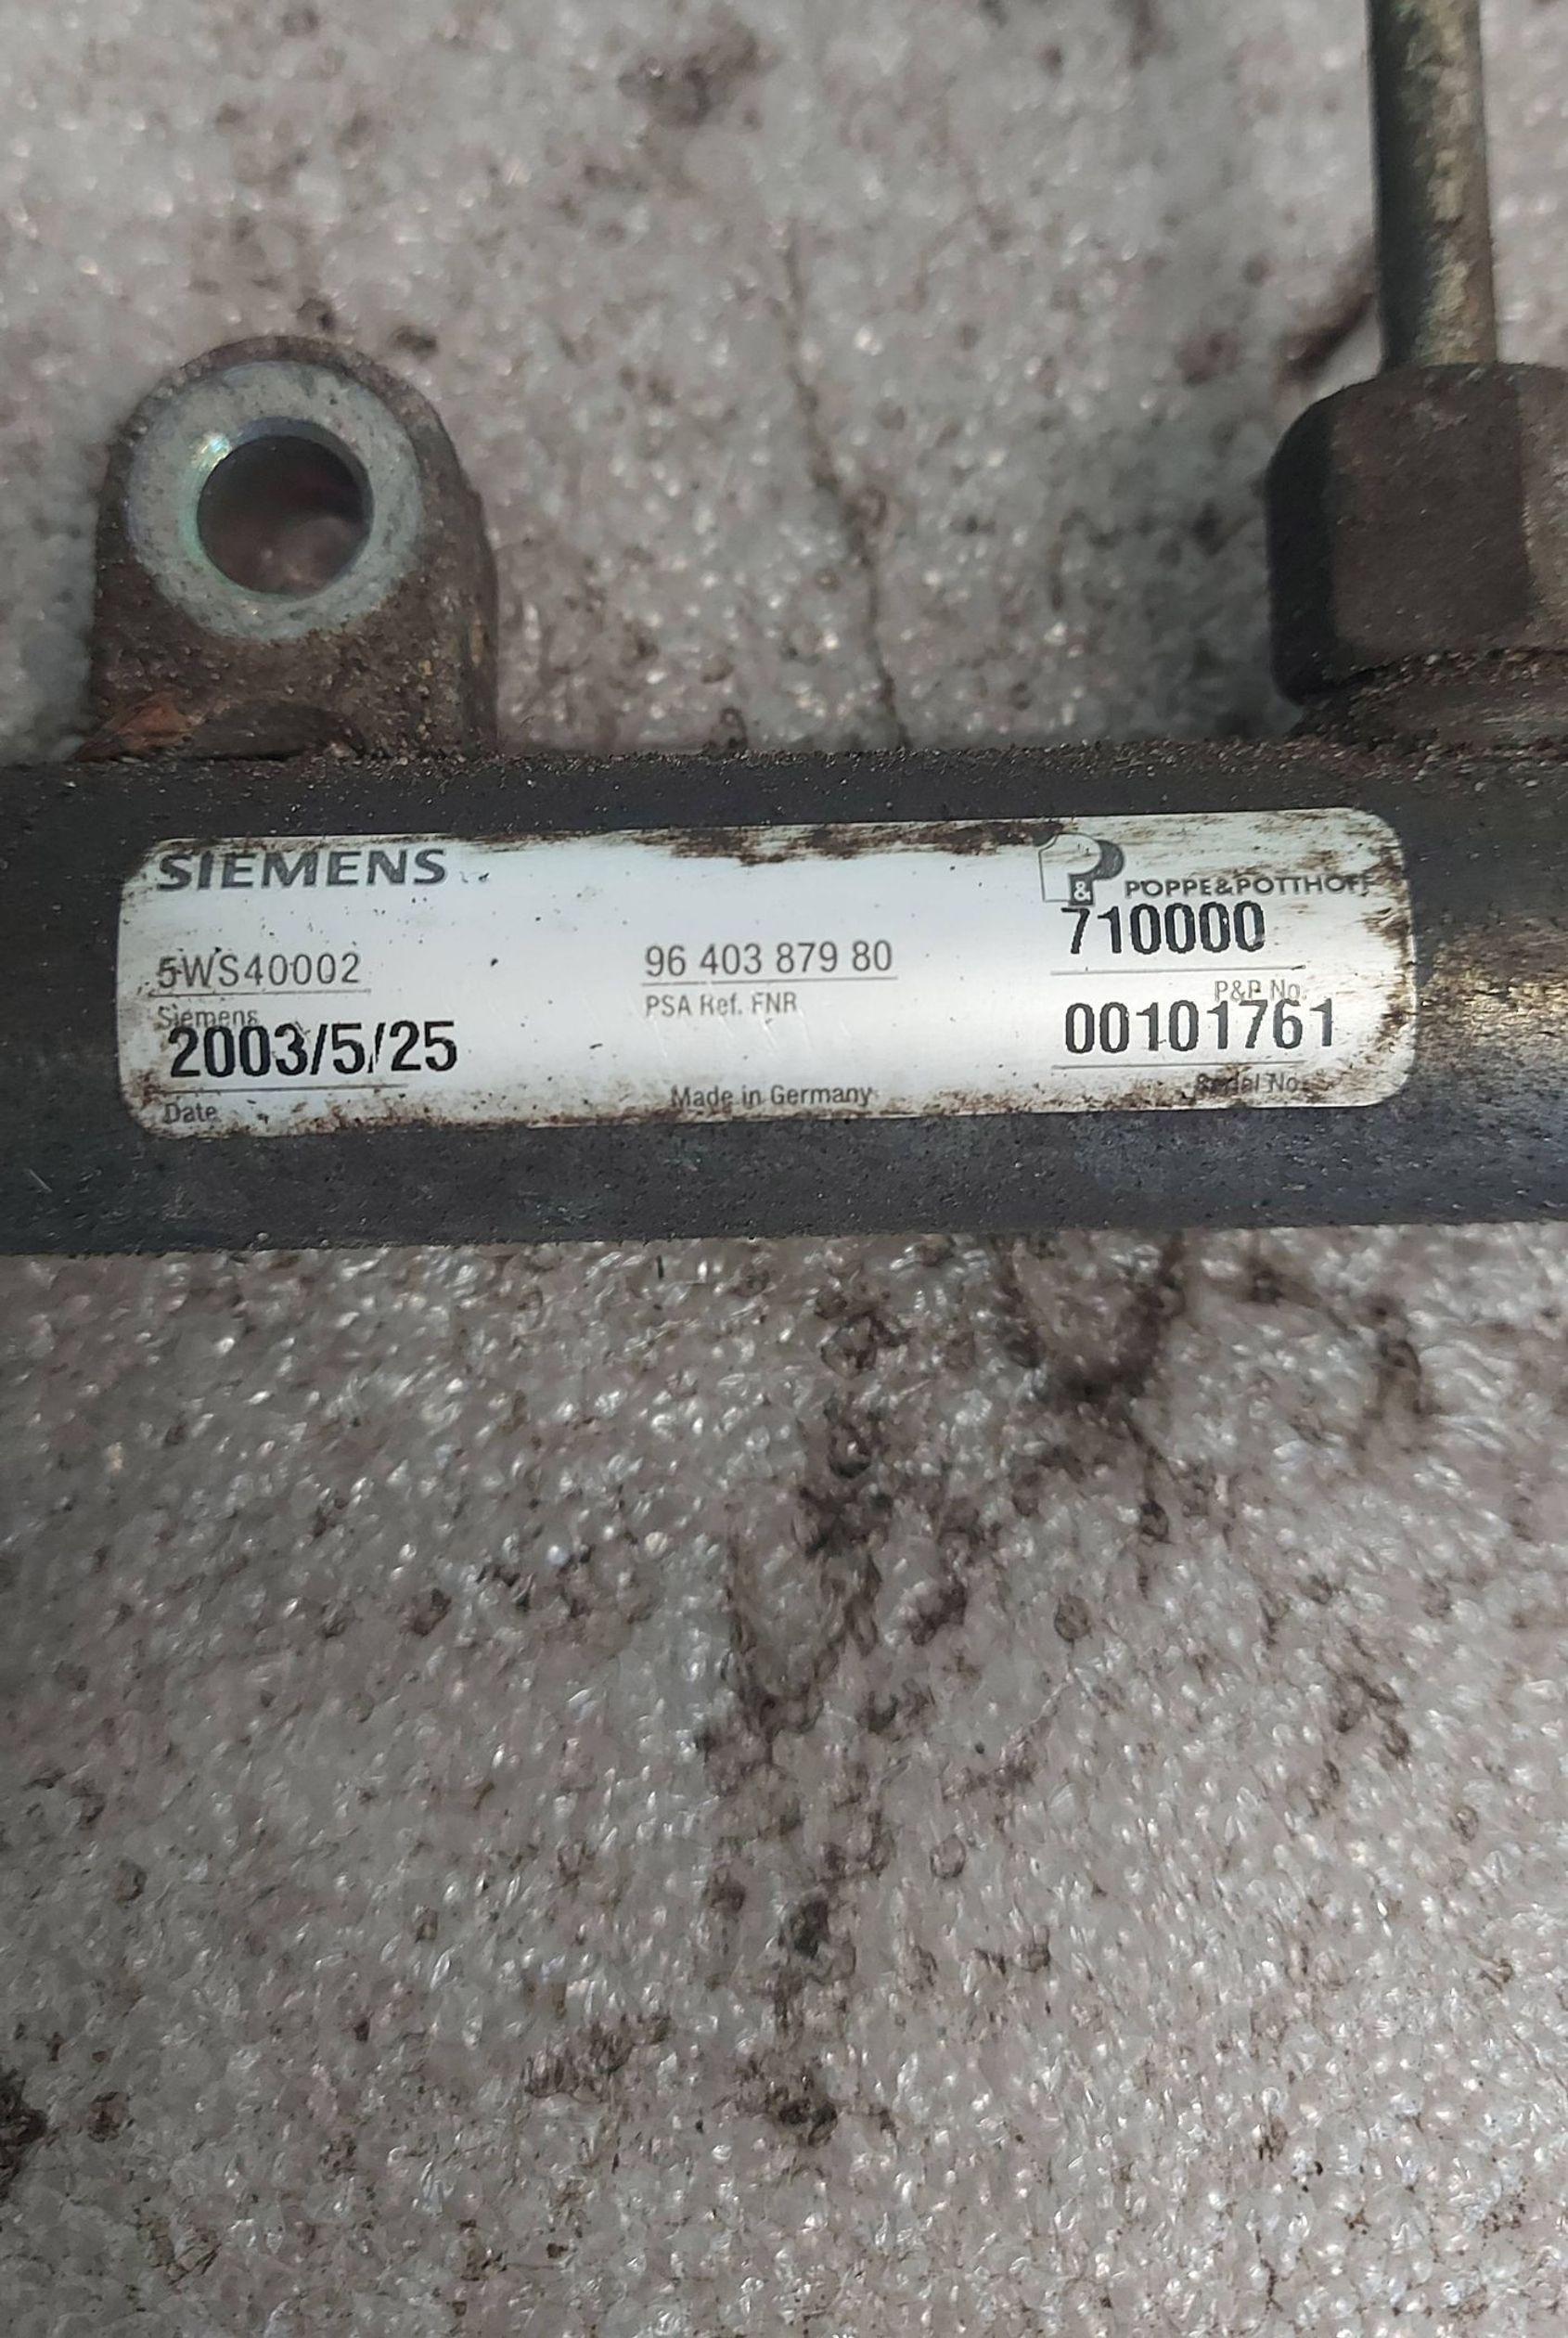 SIEMENS
P&P POPPE&POTTHOFF
710000
5WS40002
96 403 879 80
P&P No.
Siemens
PSA Ref. FNR
00101761
2003/5/25
Serial No.
Made in Germany
Date